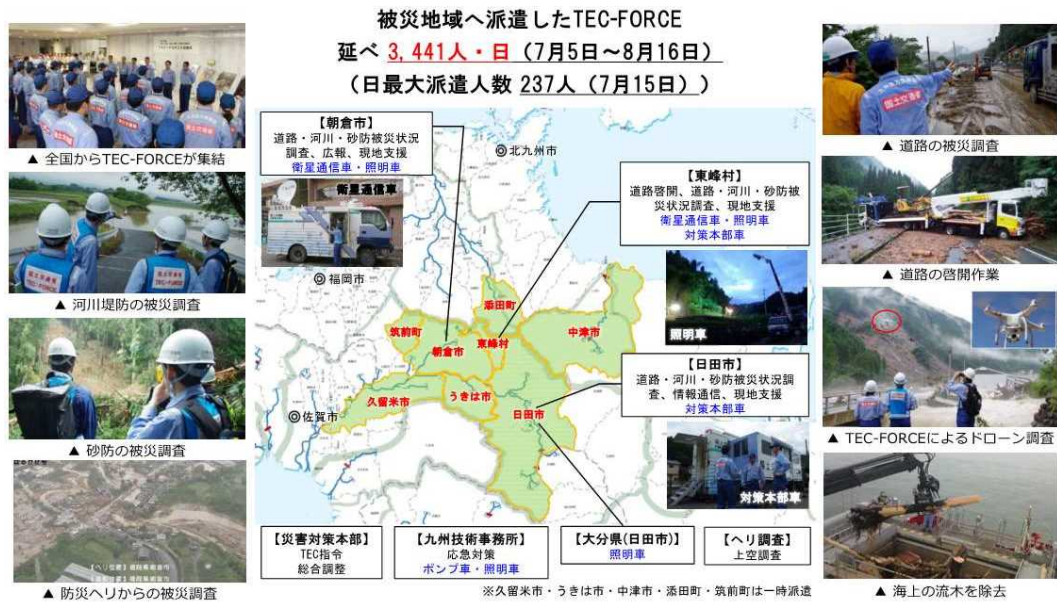 被災地域へ派遣したTEC-FORCE
延べ 3,441人・日 (7月5日~8月16日)
(日最大派遣人数 237人 (7月15日))
▲ 全国からTEC-FORCEが集結
▲ 河川堤防の被災調査
▲ 砂防の被災調査
▲ 防災ヘリからの被災調査
【朝倉市】
道路・河川・砂防被災状況
調査、広報、現地支援
衛星通信車・照明車
衛星通信車
◎北九州市
【東峰村】
道路啓開、道路・河川・砂防被
災状況調査、現地支援
衛星通信車・照明車
対策本部車
照明車
◎福岡市
添田町
筑前町
朝倉市
東峰村
中津市
久留米市
うきは市
日田市
◎佐賀市
【日田市】
道路・河川・砂防被災状況調
査、情報通信、現地支援
対策本部車
対策本部車
【災害対策本部】
TEC指令
総合調整
【九州技術事務所】
応急対策
ポンプ車・照明車
【大分県(日田市)】
照明車
【ヘリ調査】
上空調査
※久留米市・うきは市・中津市・添田町・筑前町は一時派遣
国土交通省
▲ 道路の被災調査
▲ 道路の啓開作業
▲ TEC-FORCEによるドローン調査
▲ 海上の流木を除去